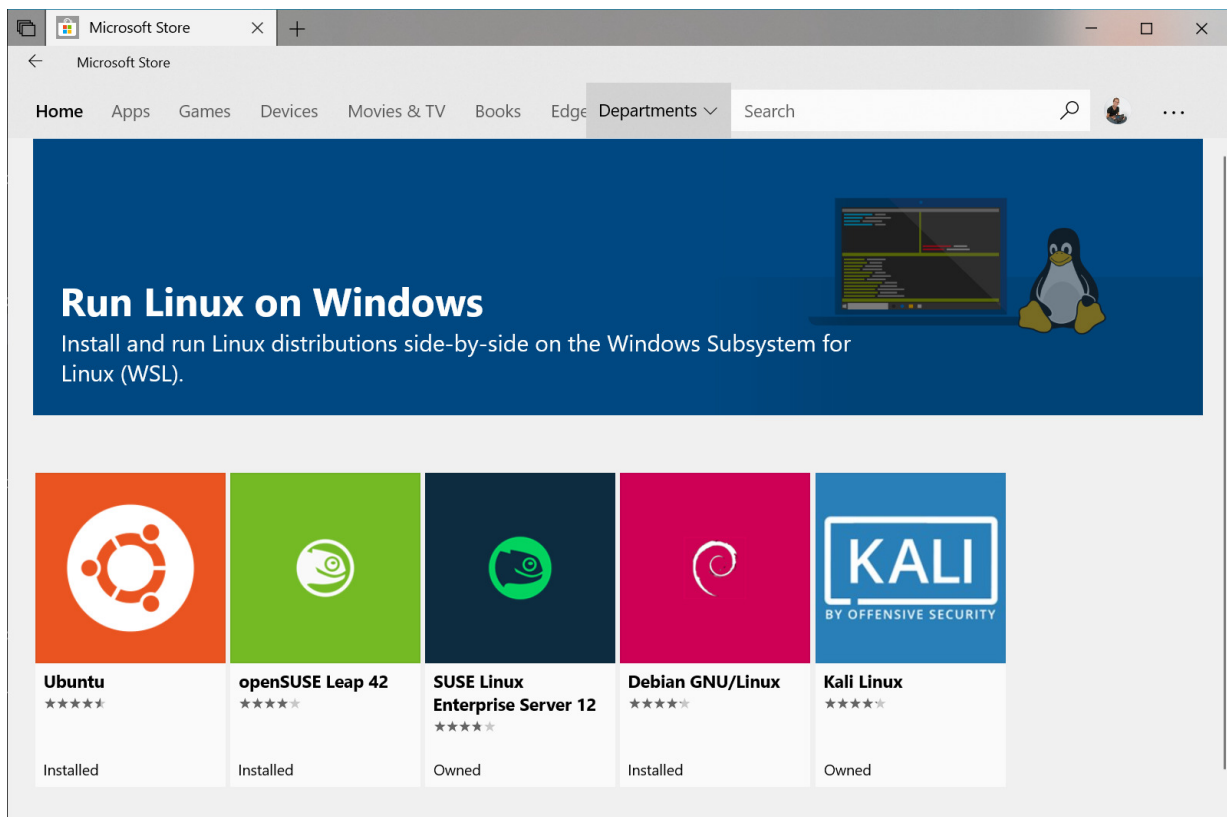 Microsoft Store
Microsoft Store
Home Apps Games Devices Movies & TV Books Edge Departments Search
Run Linux on Windows
Install and run Linux distributions side-by-side on the Windows Subsystem for
Linux (WSL).
KALI
BY OFFENSIVE SECURITY
Ubuntu
Installed
openSUSE Leap 42
Installed
SUSE Linux
Enterprise Server 12
Owned
Debian GNU/Linux
Installed
Kali Linux
Owned